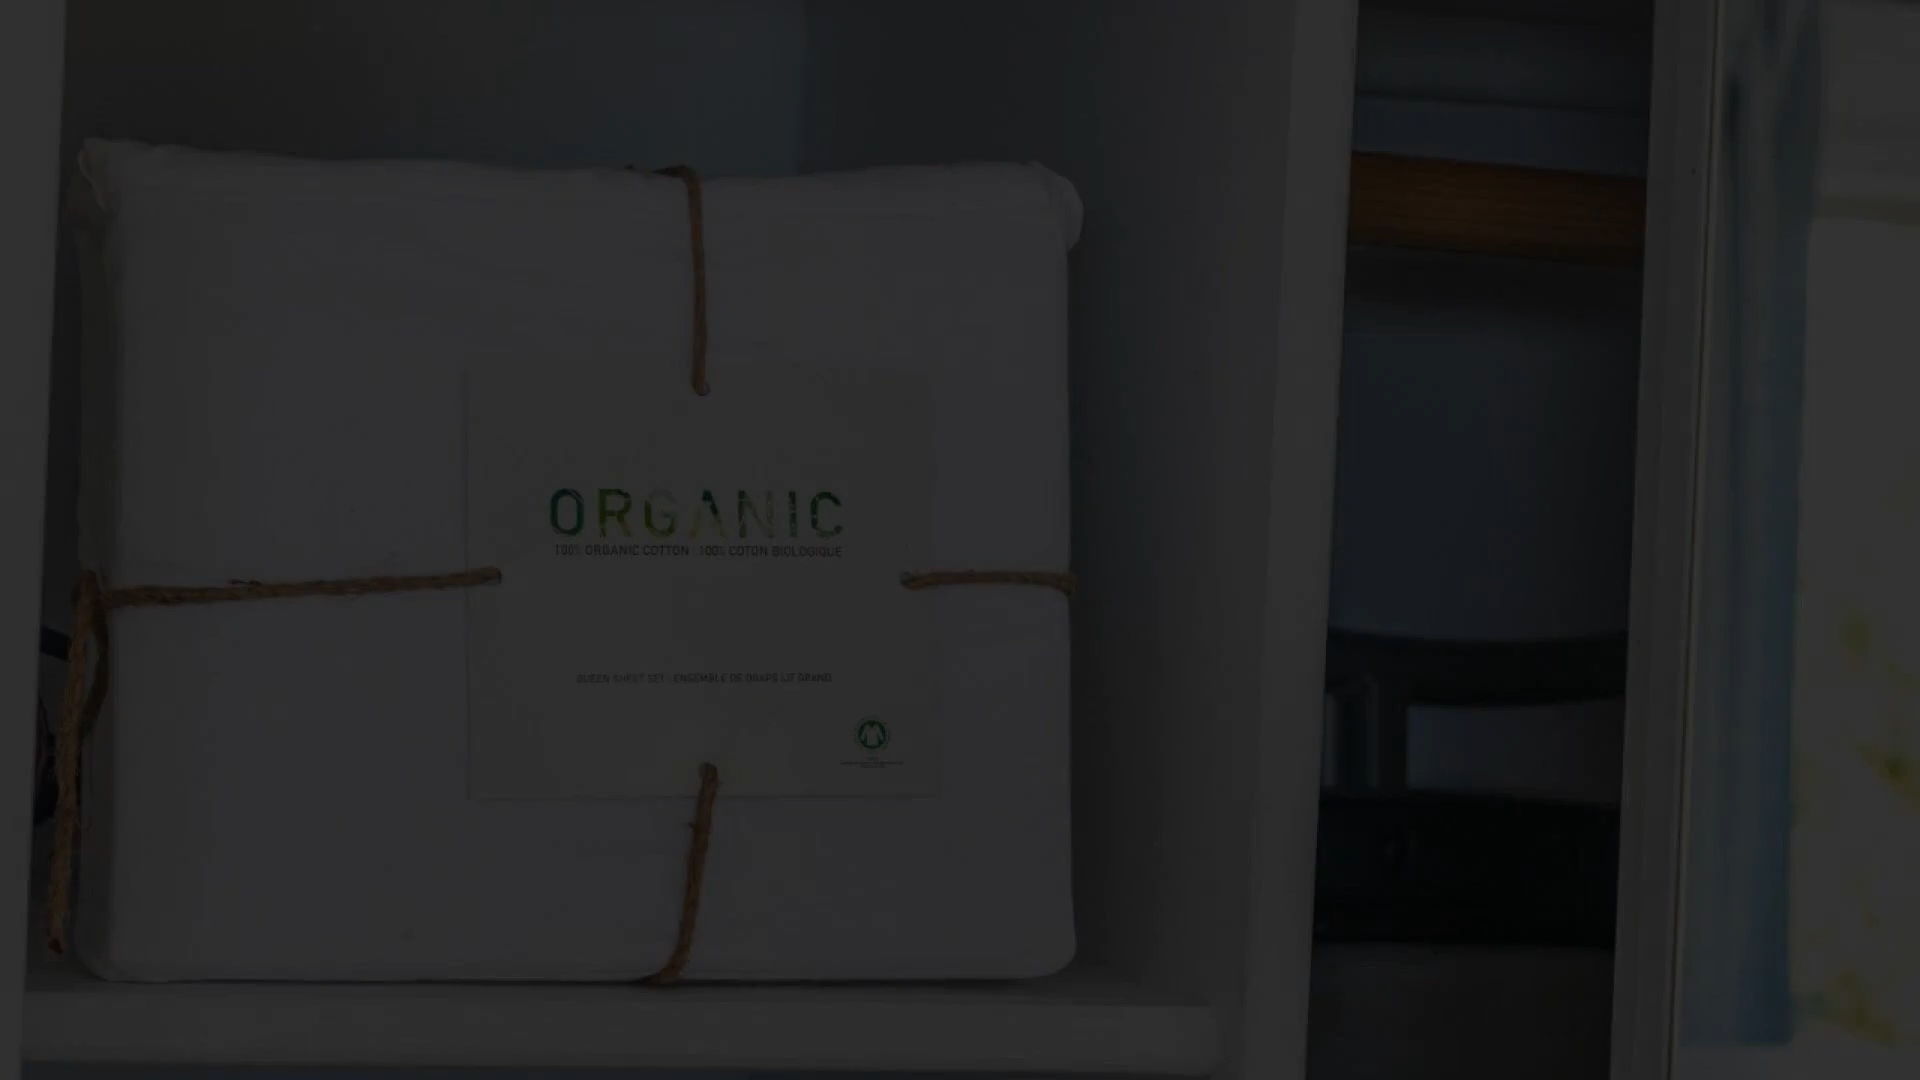 ORGANIC
100% ORGANIC COTTON | 100% COTON BIOLOGIQUE
QUEEN SHEET SET | ENSEMBLE DE DRAPS LIT GRAND